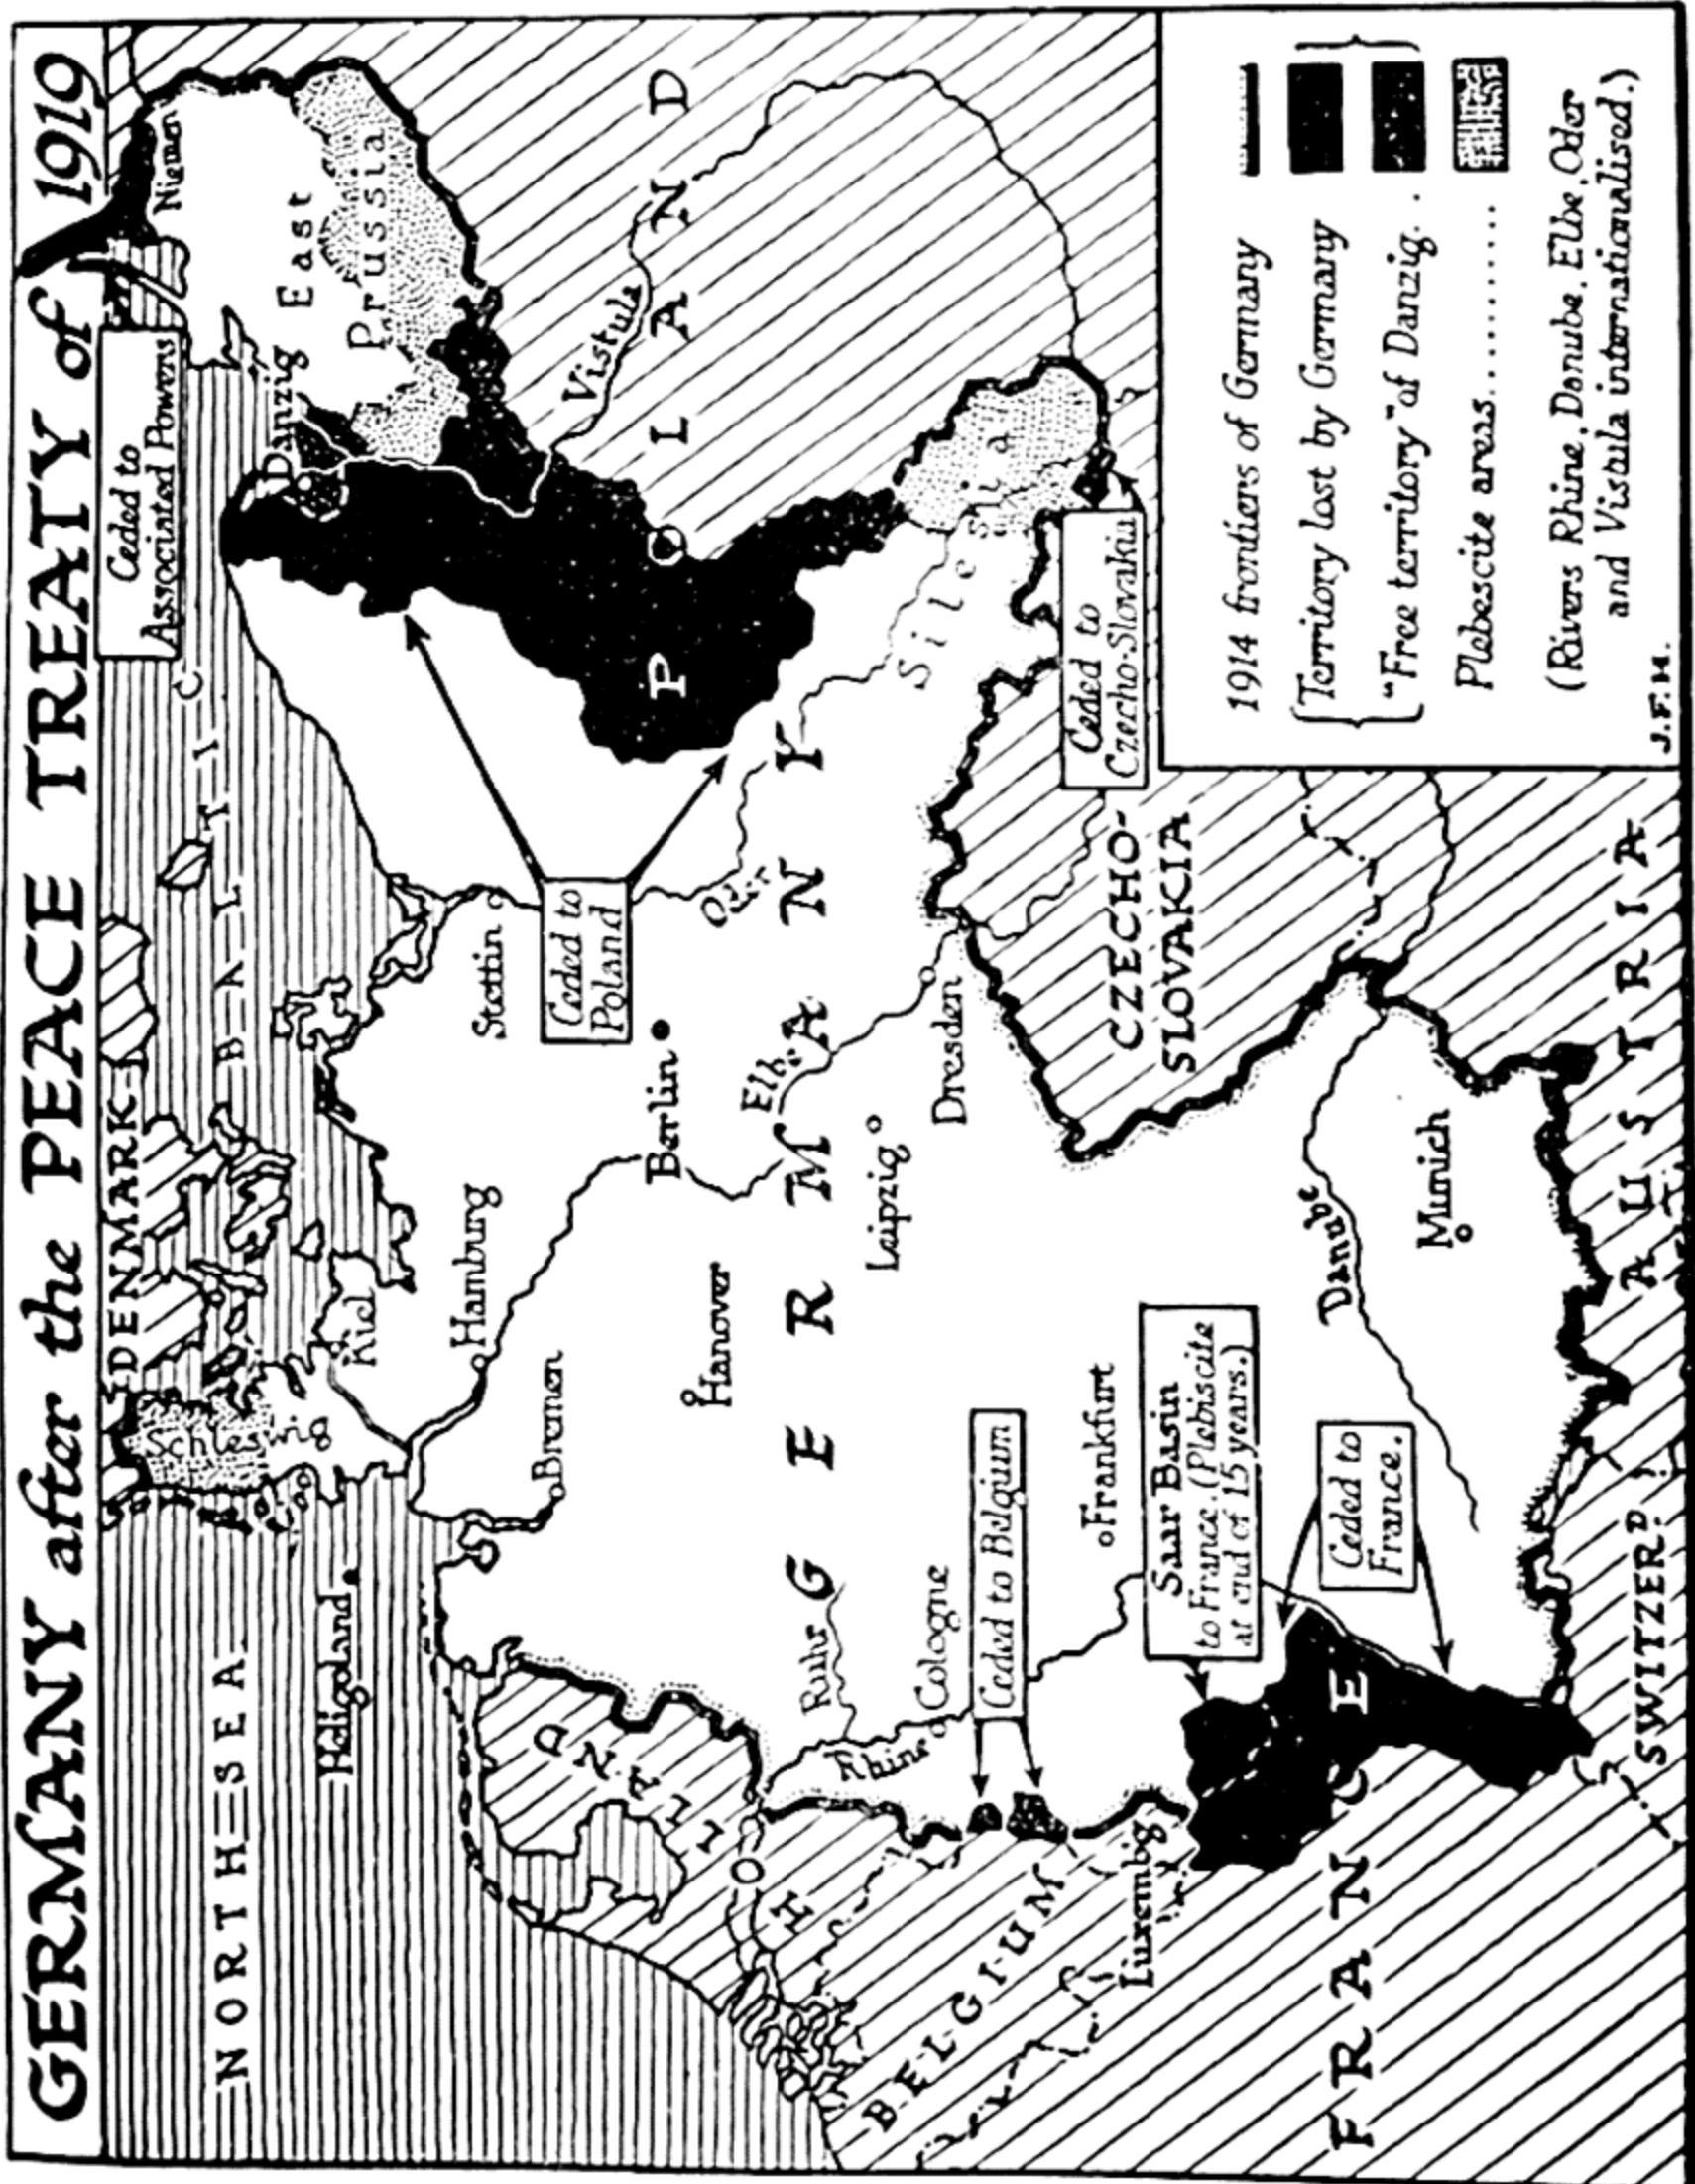 GERMANY after the PEACE TREATY of 1919
Ceded to
Associated Powers
Niemen
DENMARK
BALTIC
NORTH SEA
Schleswig
Heligoland
Kiel
Danzig
East
Prussia
Hamburg
Stettin
Bremen
Ceded to
Poland
Vistula
POLAND
Berlin
Hanover
Oder
Elbe
HOLLAND
GERMANY
Ruhr
Rhine
Leipzig
Dresden
Silesia
Cologne
Ceded to Belgium
BELGIUM
Frankfurt
Luxembg
Ceded to
Czecho-Slovakia
CZECHO-
SLOVAKIA
Saar Basin
to France. (Plebiscite
at end of 15 years.)
Danube
Ceded to
France.
FRANCE
Munich
SWITZERD
AUSTRIA
1914 frontiers of Germany
Territory lost by Germany
"Free territory" of Danzig. .
Plebescite areas..........
(Rivers Rhine, Danube, Elbe, Oder
and Vistula internationalised.)
J.F.H.